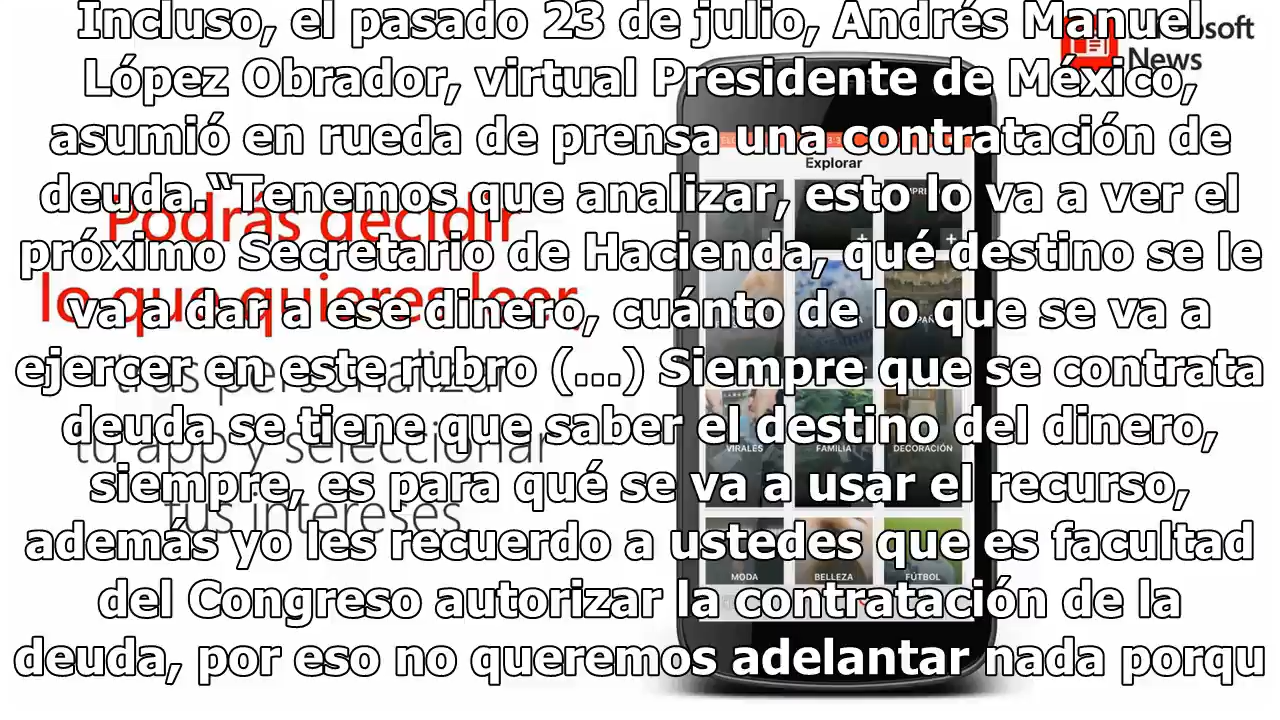 Incluso, el pasado 23 de julio, Andrés Manuel
López Obrador, virtual Presidente de México,
asumió en rueda de prensa una contratación de
deuda. “Tenemos que analizar, esto lo va a ver el
próximo Secretario de Hacienda, qué destino se le
va a dar a ese dinero, cuánto de lo que se va a
ejercer en este rubro (...) Siempre que se contrata
deuda se tiene que saber el destino del dinero,
siempre, es para qué se va a usar el recurso,
además yo les recuerdo a ustedes que es facultad
del Congreso autorizar la contratación de la
deuda, por eso no queremos adelantar nada porqu
News
Explorar
Podrás decidir
lo que quieres leer,
tras personalizar
tu app y seleccionar
tus intereses.
VIRALES
FAMILIA
DECORACIÓN
MODA
BELLEZA
FÚTBOL